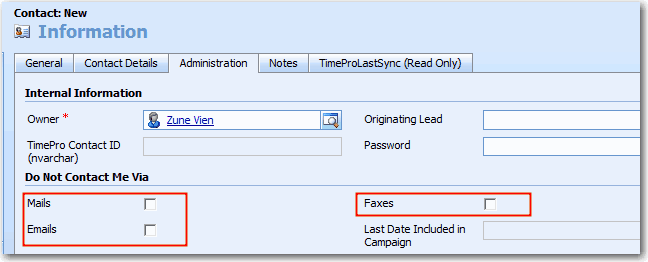 Contact: New
Information
General Contact Details Administration Notes TimeProLastSync (Read Only)
Internal Information
Owner * Zune Vien Originating Lead
TimePro Contact ID (nvarchar) Password
Do Not Contact Me Via
Mails Faxes
Emails Last Date Included in Campaign